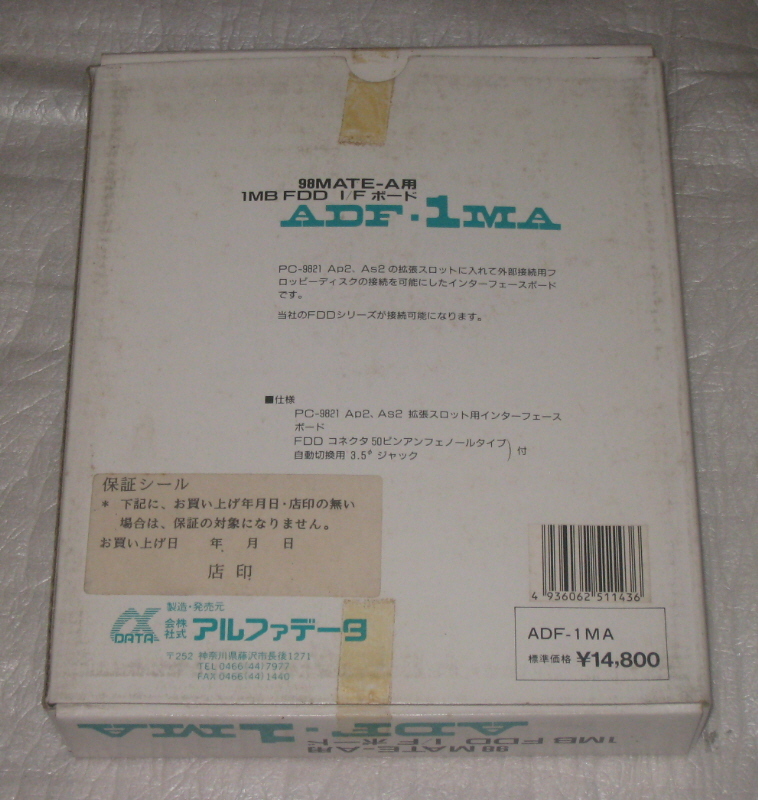 98MATE-A用
1MB FDD I/F ボード
ADF・1MA
PC-9821 Ap2、As2の拡張スロットに入れて外部接続用フ
ロッピーディスクの接続を可能にしたインターフェースボード
です。
当社のFDDシリーズが接続可能になります。
■仕様
PC-9821 Ap2、As2 拡張スロット用インターフェース
ボード
FDD コネクタ50ピンアンフェノールタイプ
自動切換用 3.5φ ジャック
付
保証シール
* 下記に、お買い上げ年月日・店印の無い
場合は、保証の対象になりません。
お買い上げ日 年 月 日
店 印
4 936062 511436
製造・発売元
α DATA 株式会社 アルファデータ
〒252 神奈川県藤沢市長後1271
TEL 0466(44)7977
FAX 0466(44)1440
ADF-1MA
標準価格 ¥14,800
98MATE-A用
1MB FDD I/F ボード
ADF・1MA